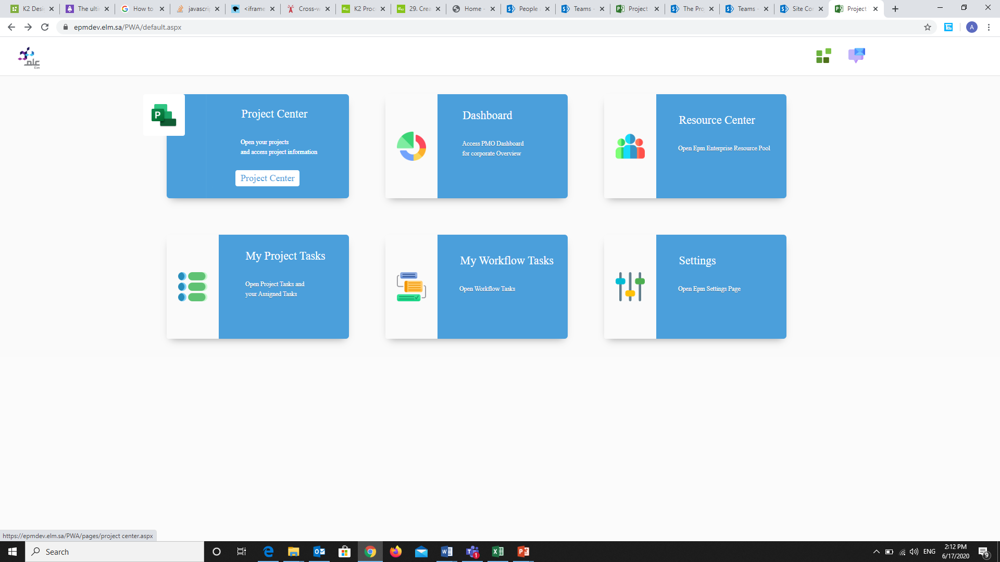 K2 Desi
The ulti
How to
javascri
<iframe
Cross-w
K2 Proc
29. Crea
Home -
People
Teams -
Project
The Pro
Teams -
Site Con
Project
epmdev.elm.sa/PWA/default.aspx
A
علم
Elm
Project Center
Open your projects
and access project information
Project Center
Dashboard
Access PMO Dashboard
for corporate Overview
Resource Center
Open Epm Enterprise Resource Pool
My Project Tasks
Open Project Tasks and
your Assigned Tasks
My Workflow Tasks
Open Workflow Tasks
Settings
Open Epm Settings Page
https://epmdev.elm.sa/PWA/pages/project center.aspx
Search
1
ENG
2:12 PM
6/17/2020
9